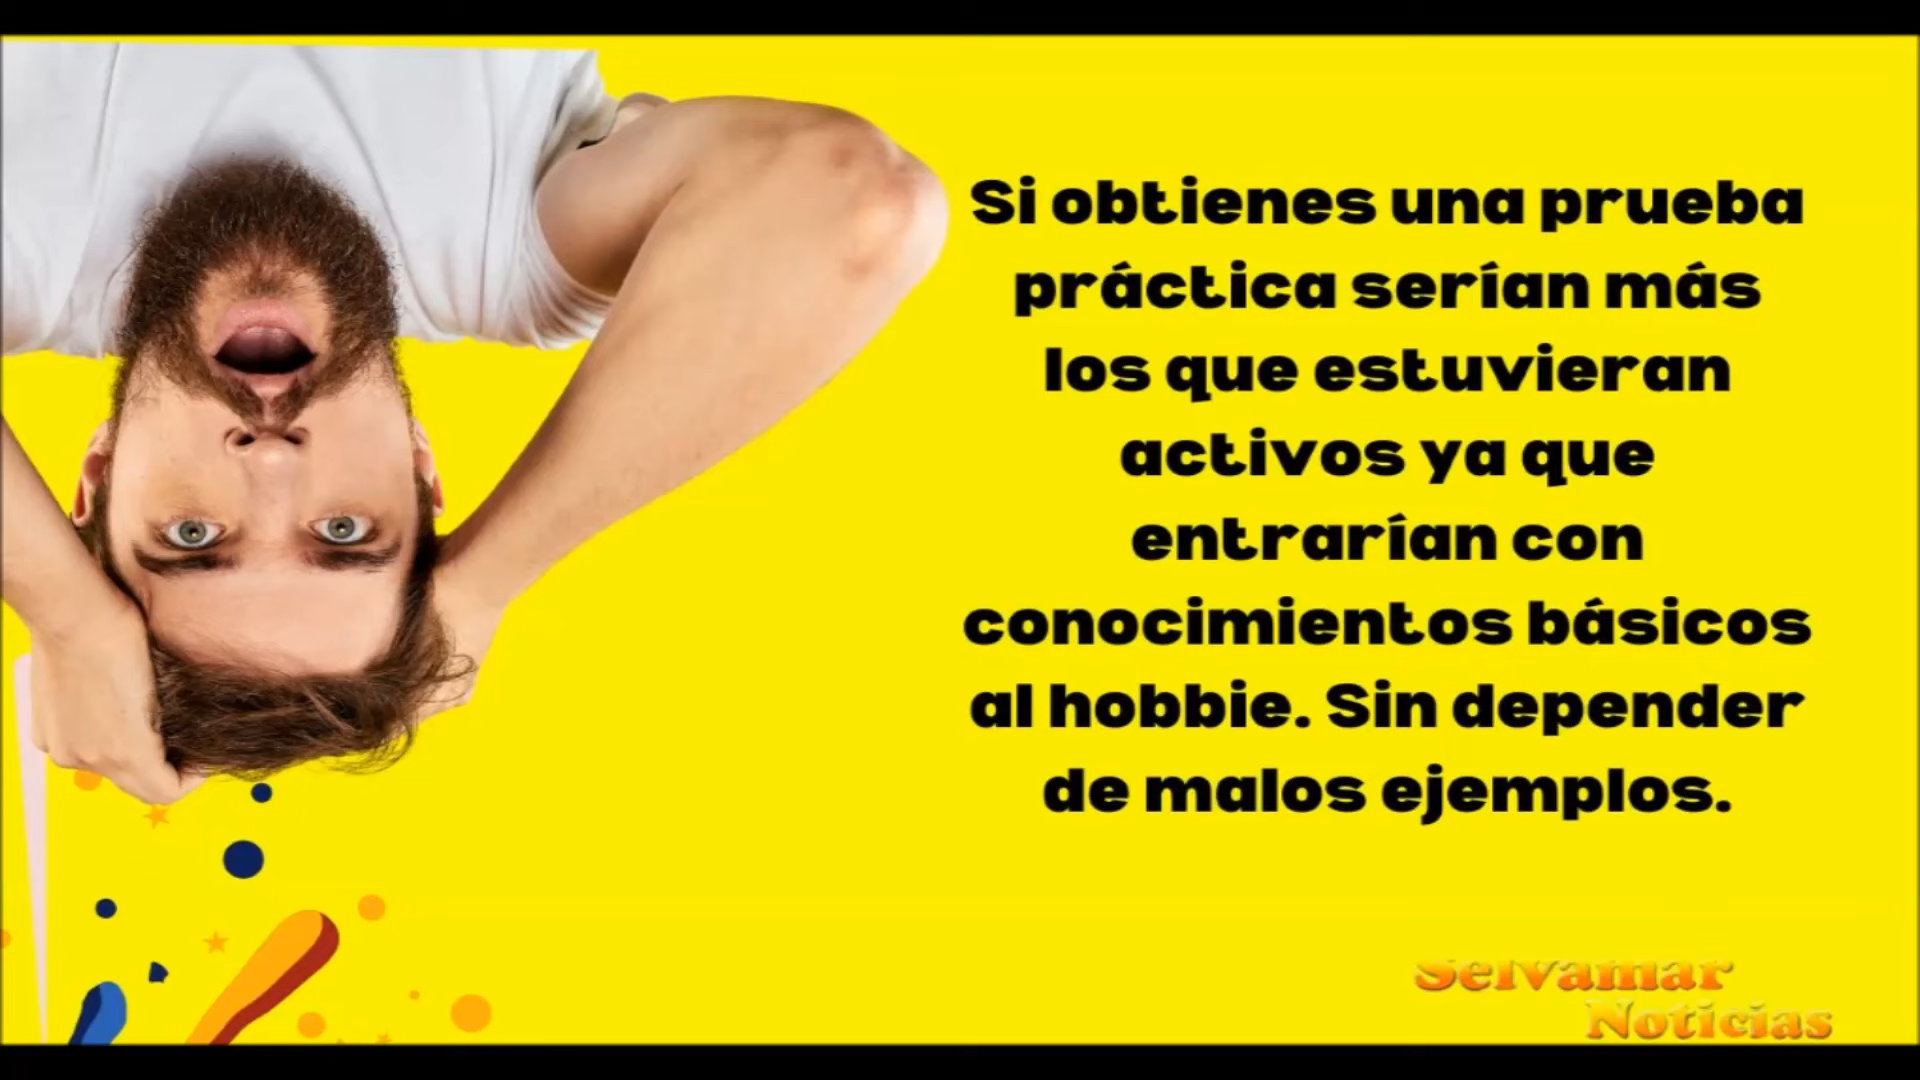 Si obtienes una prueba
práctica serían más
los que estuvieran
activos ya que
entrarían con
conocimientos básicos
al hobbie. Sin depender
de malos ejemplos.
Selvamar
Noticias